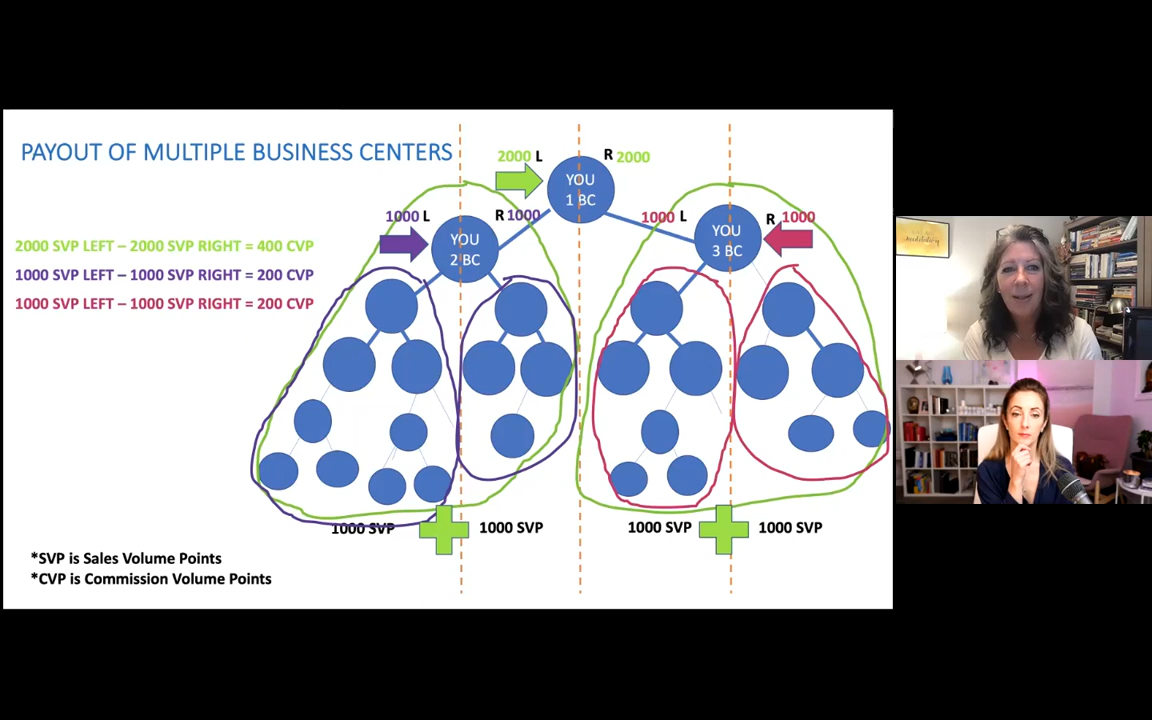 PAYOUT OF MULTIPLE BUSINESS CENTERS
2000 L
R 2000
YOU
1 BC
1000 L
R 1000
1000 L
R 1000
YOU
2 BC
YOU
3 BC
2000 SVP LEFT – 2000 SVP RIGHT = 400 CVP
1000 SVP LEFT – 1000 SVP RIGHT = 200 CVP
1000 SVP LEFT – 1000 SVP RIGHT = 200 CVP
1000 SVP
1000 SVP
1000 SVP
1000 SVP
*SVP is Sales Volume Points
*CVP is Commission Volume Points